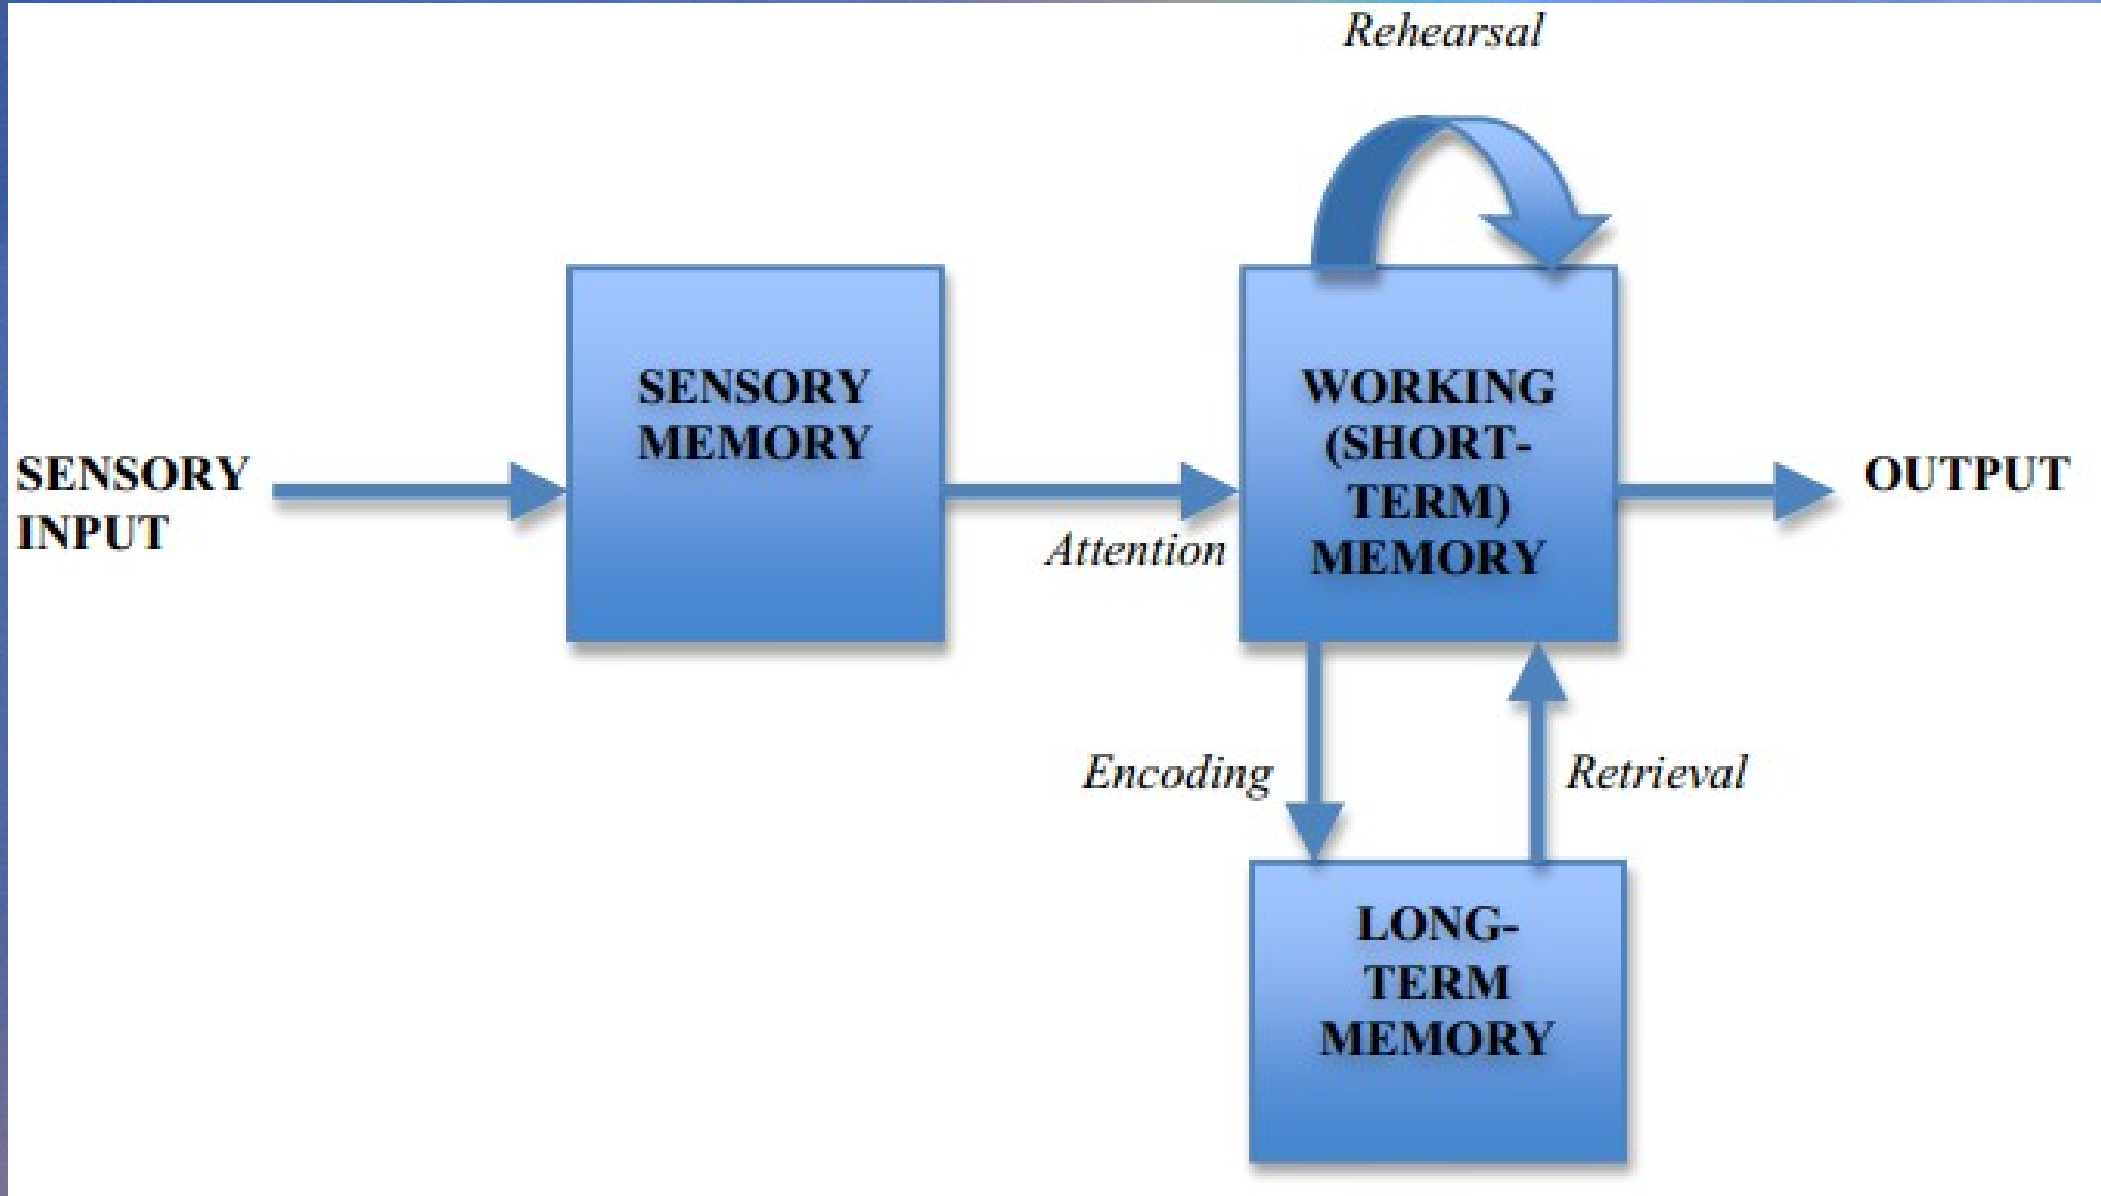 Rehearsal
SENSORY
INPUT
SENSORY
MEMORY
Attention
WORKING
(SHORT-
TERM)
MEMORY
OUTPUT
Encoding
Retrieval
LONG-
TERM
MEMORY